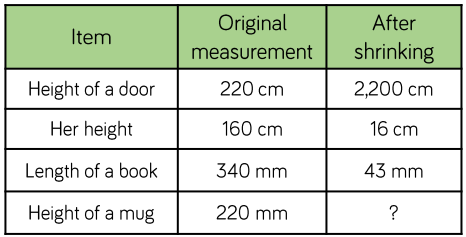 Item Original measurement After shrinking
Height of a door 220 cm 2,200 cm
Her height 160 cm 16 cm
Length of a book 340 mm 43 mm
Height of a mug 220 mm ?